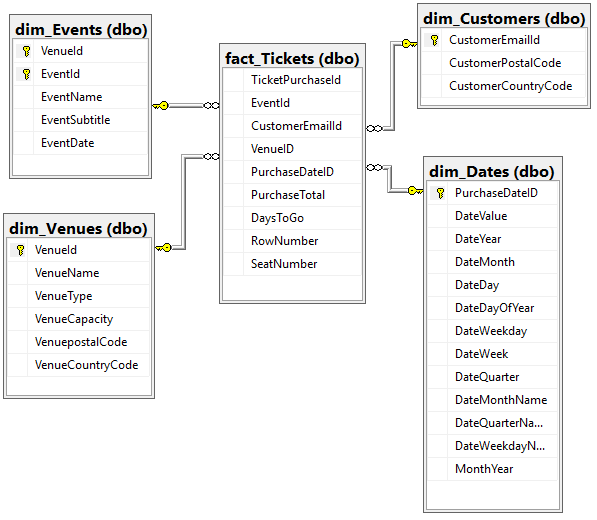 dim_Events (dbo)
VenueId
EventId
EventName
EventSubtitle
EventDate
fact_Tickets (dbo)
TicketPurchaseId
EventId
CustomerEmailId
VenueID
PurchaseDateID
PurchaseTotal
DaysToGo
RowNumber
SeatNumber
dim_Customers (dbo)
CustomerEmailId
CustomerPostalCode
CustomerCountryCode
dim_Venues (dbo)
VenueId
VenueName
VenueType
VenueCapacity
VenuepostalCode
VenueCountryCode
dim_Dates (dbo)
PurchaseDateID
DateValue
DateYear
DateMonth
DateDay
DateDayOfYear
DateWeekday
DateWeek
DateQuarter
DateMonthName
DateQuarterNa...
DateWeekdayN...
MonthYear